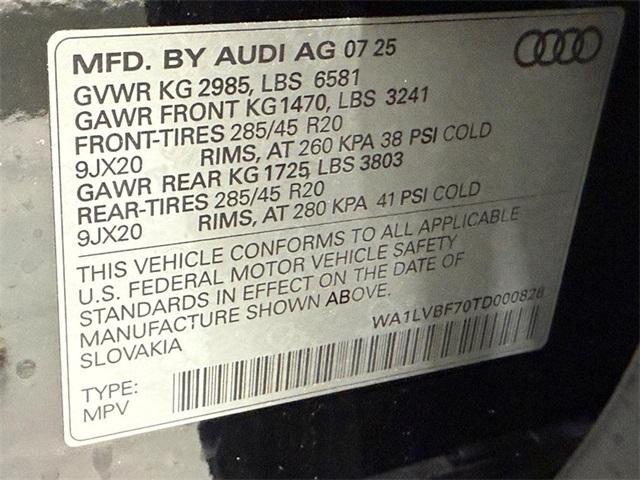 MFD. BY AUDI AG 07 25
GVWR KG 2985, LBS 6581
GAWR FRONT KG1470, LBS 3241
FRONT-TIRES 285/45 R20
9JX20 RIMS, AT 260 KPA 38 PSI COLD
GAWR REAR KG 1725, LBS 3803
REAR-TIRES 285/45 R20
9JX20 RIMS, AT 280 KPA 41 PSI COLD
THIS VEHICLE CONFORMS TO ALL APPLICABLE
U.S. FEDERAL MOTOR VEHICLE SAFETY
STANDARDS IN EFFECT ON THE DATE OF
MANUFACTURE SHOWN ABOVE.
SLOVAKIA
WA1LVBF70TD000828
TYPE:
MPV